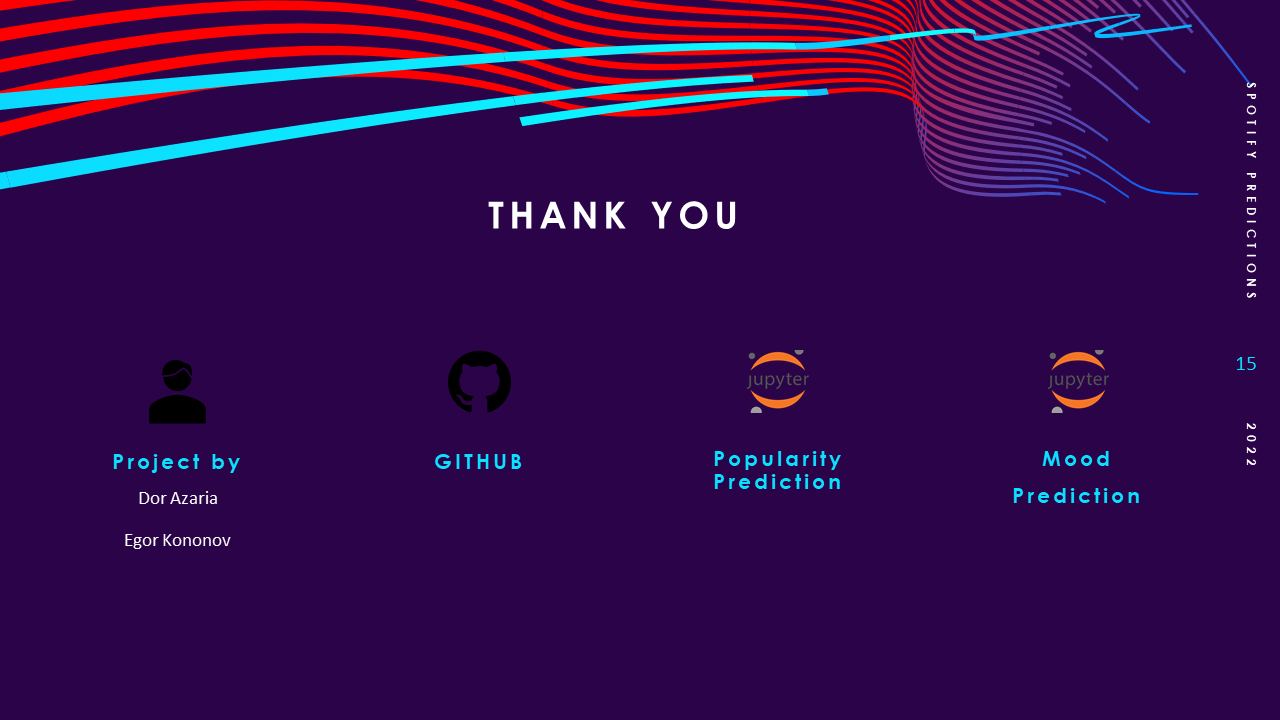 THANK YOU
SPOTIFY PREDICTIONS
15
2022
Project by
Dor Azaria
Egor Kononov
GITHUB
jupyter
Popularity
Prediction
jupyter
Mood
Prediction